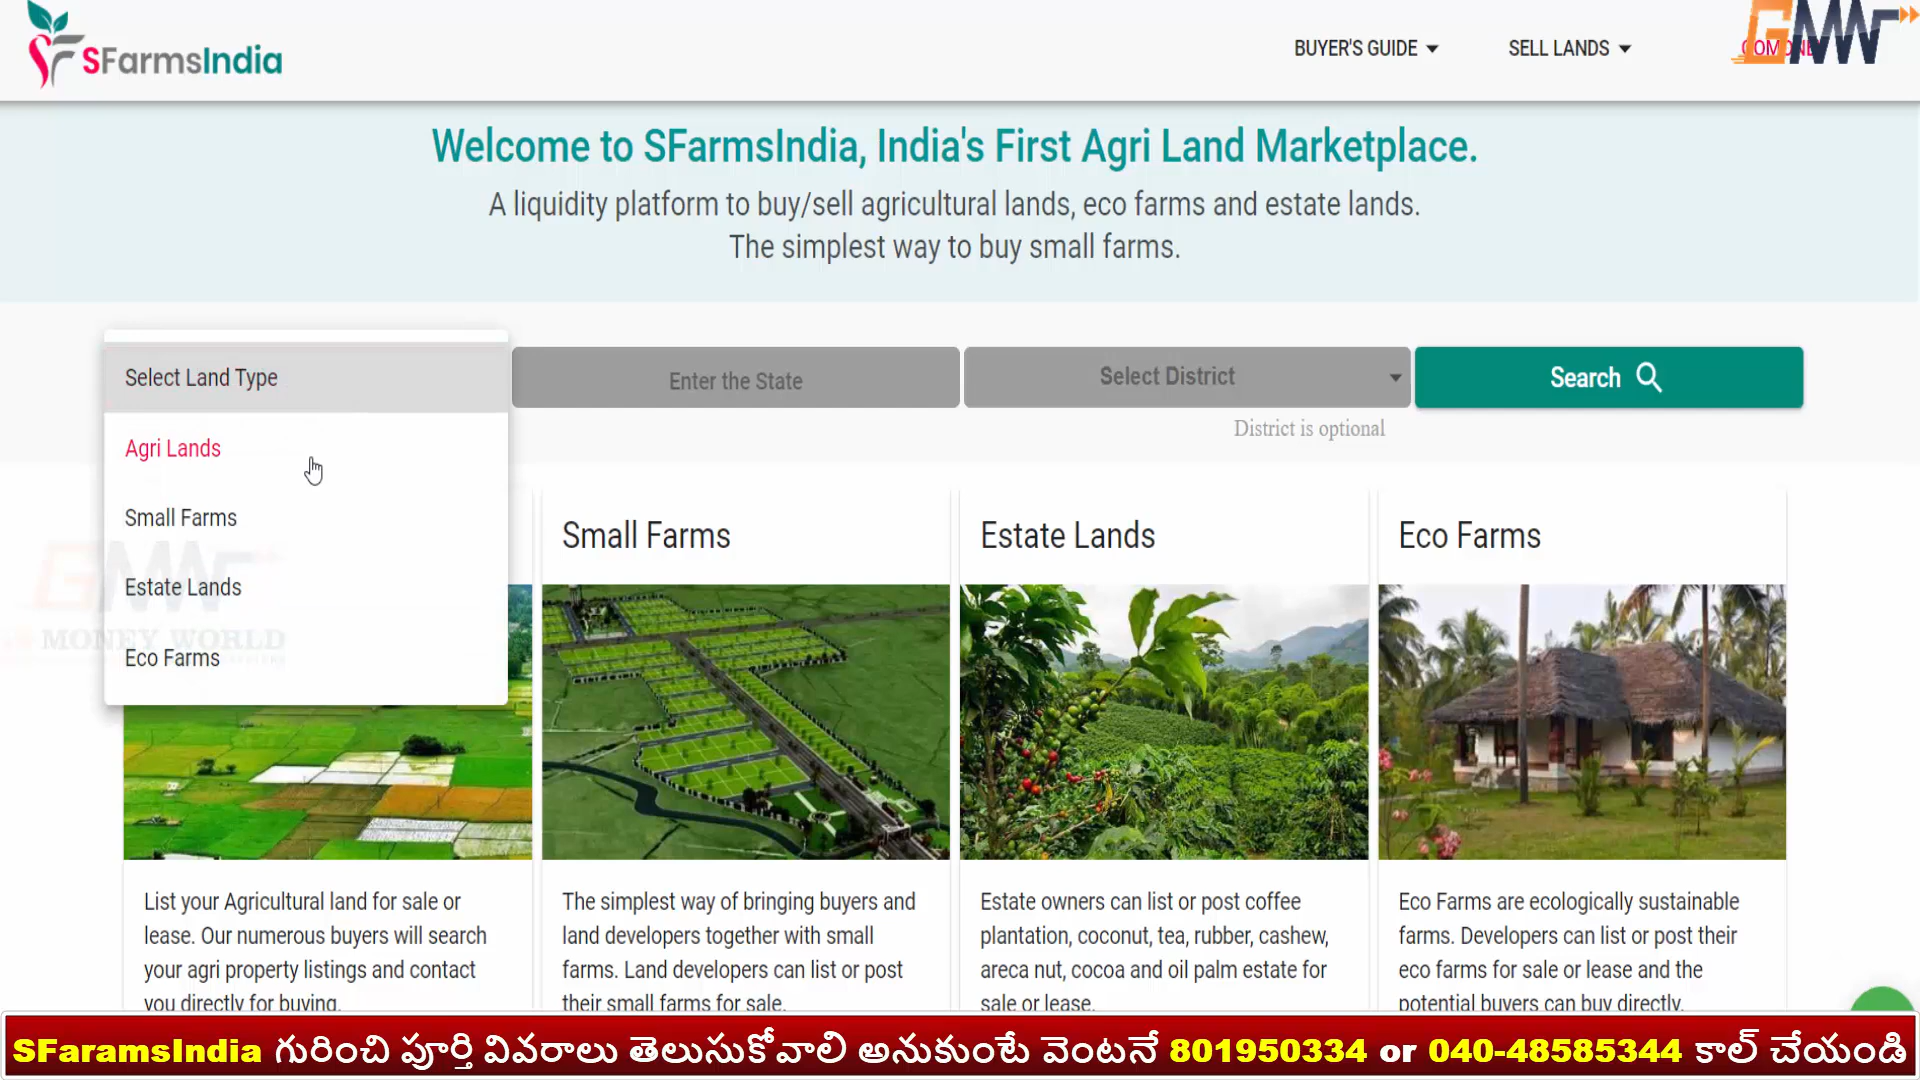 SFarmsIndia
BUYER'S GUIDE
SELL LANDS
GMW
Welcome to SFarmsIndia, India's First Agri Land Marketplace.
A liquidity platform to buy/sell agricultural lands, eco farms and estate lands.
The simplest way to buy small farms.
Select Land Type
Enter the State
Select District
Search
District is optional
Agri Lands
Small Farms
Estate Lands
Eco Farms
MONEY WORLD
Small Farms
Estate Lands
Eco Farms
List your Agricultural land for sale or
lease. Our numerous buyers will search
your agri property listings and contact
you directly for buying.
The simplest way of bringing buyers and
land developers together with small
farms. Land developers can list or post
their small farms for sale.
Estate owners can list or post coffee
plantation, coconut, tea, rubber, cashew,
areca nut, cocoa and oil palm estate for
sale or lease.
Eco Farms are ecologically sustainable
farms. Developers can list or post their
eco farms for sale or lease and the
potential buyers can buy directly.
SFaramsIndia గురించి పూర్తి వివరాలు తెలుసుకోవాలి అనుకుంటే వెంటనే 801950334 or 040-48585344 కాల్ చేయండి